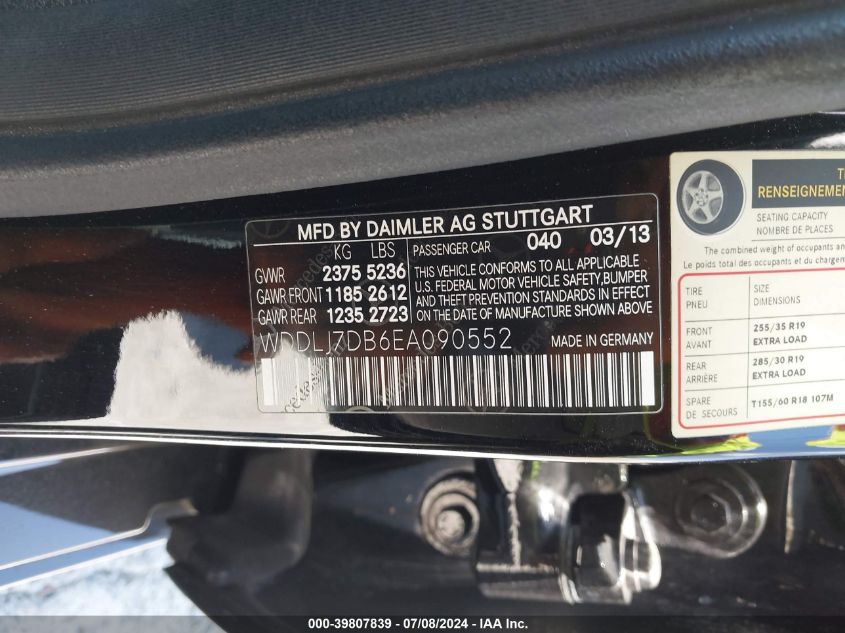 MFD BY DAIMLER AG STUTTGART
KG LBS
GVWR 2375 5236
GAWR FRONT 1185 2612
GAWR REAR 1235 2723
PASSENGER CAR 040 03/13
THIS VEHICLE CONFORMS TO ALL APPLICABLE
U.S. FEDERAL MOTOR VEHICLE SAFETY,BUMPER
AND THEFT PREVENTION STANDARDS IN EFFECT
ON THE DATE OF MANUFACTURE SHOWN ABOVE
WDDLJ7DB6EA090552 MADE IN GERMANY
RENSEIGNEMEN
SEATING CAPACITY
NOMBRE DE PLACES
The combined weight of occupants an
Le poids total des occupants et du charge
TIRE SIZE
PNEU DIMENSIONS
FRONT 255/35 R19
AVANT EXTRA LOAD
REAR 285/30 R19
ARRIÈRE EXTRA LOAD
SPARE T155/60 R18 107M
DE SECOURS
000-39807839 / 07/08/2024 / IAAI.com